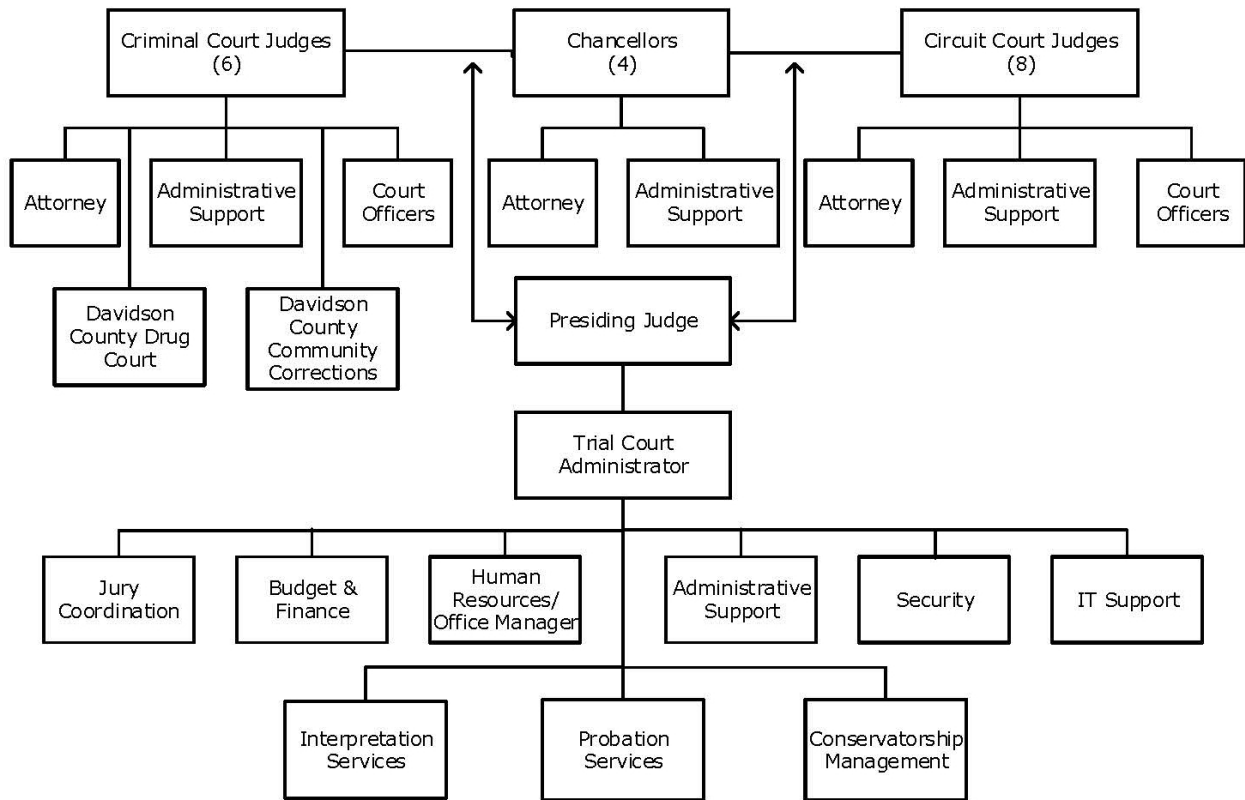 Criminal Court Judges
(6)
Chancellors
(4)
Circuit Court Judges
(8)
Attorney
Administrative
Support
Court
Officers
Attorney
Administrative
Support
Attorney
Administrative
Support
Court
Officers
Davidson
County Drug
Court
Davidson
County
Community
Corrections
Presiding Judge
Trial Court
Administrator
Jury
Coordination
Budget &
Finance
Human
Resources/
Office Manager
Administrative
Support
Security
IT Support
Interpretation
Services
Probation
Services
Conservatorship
Management